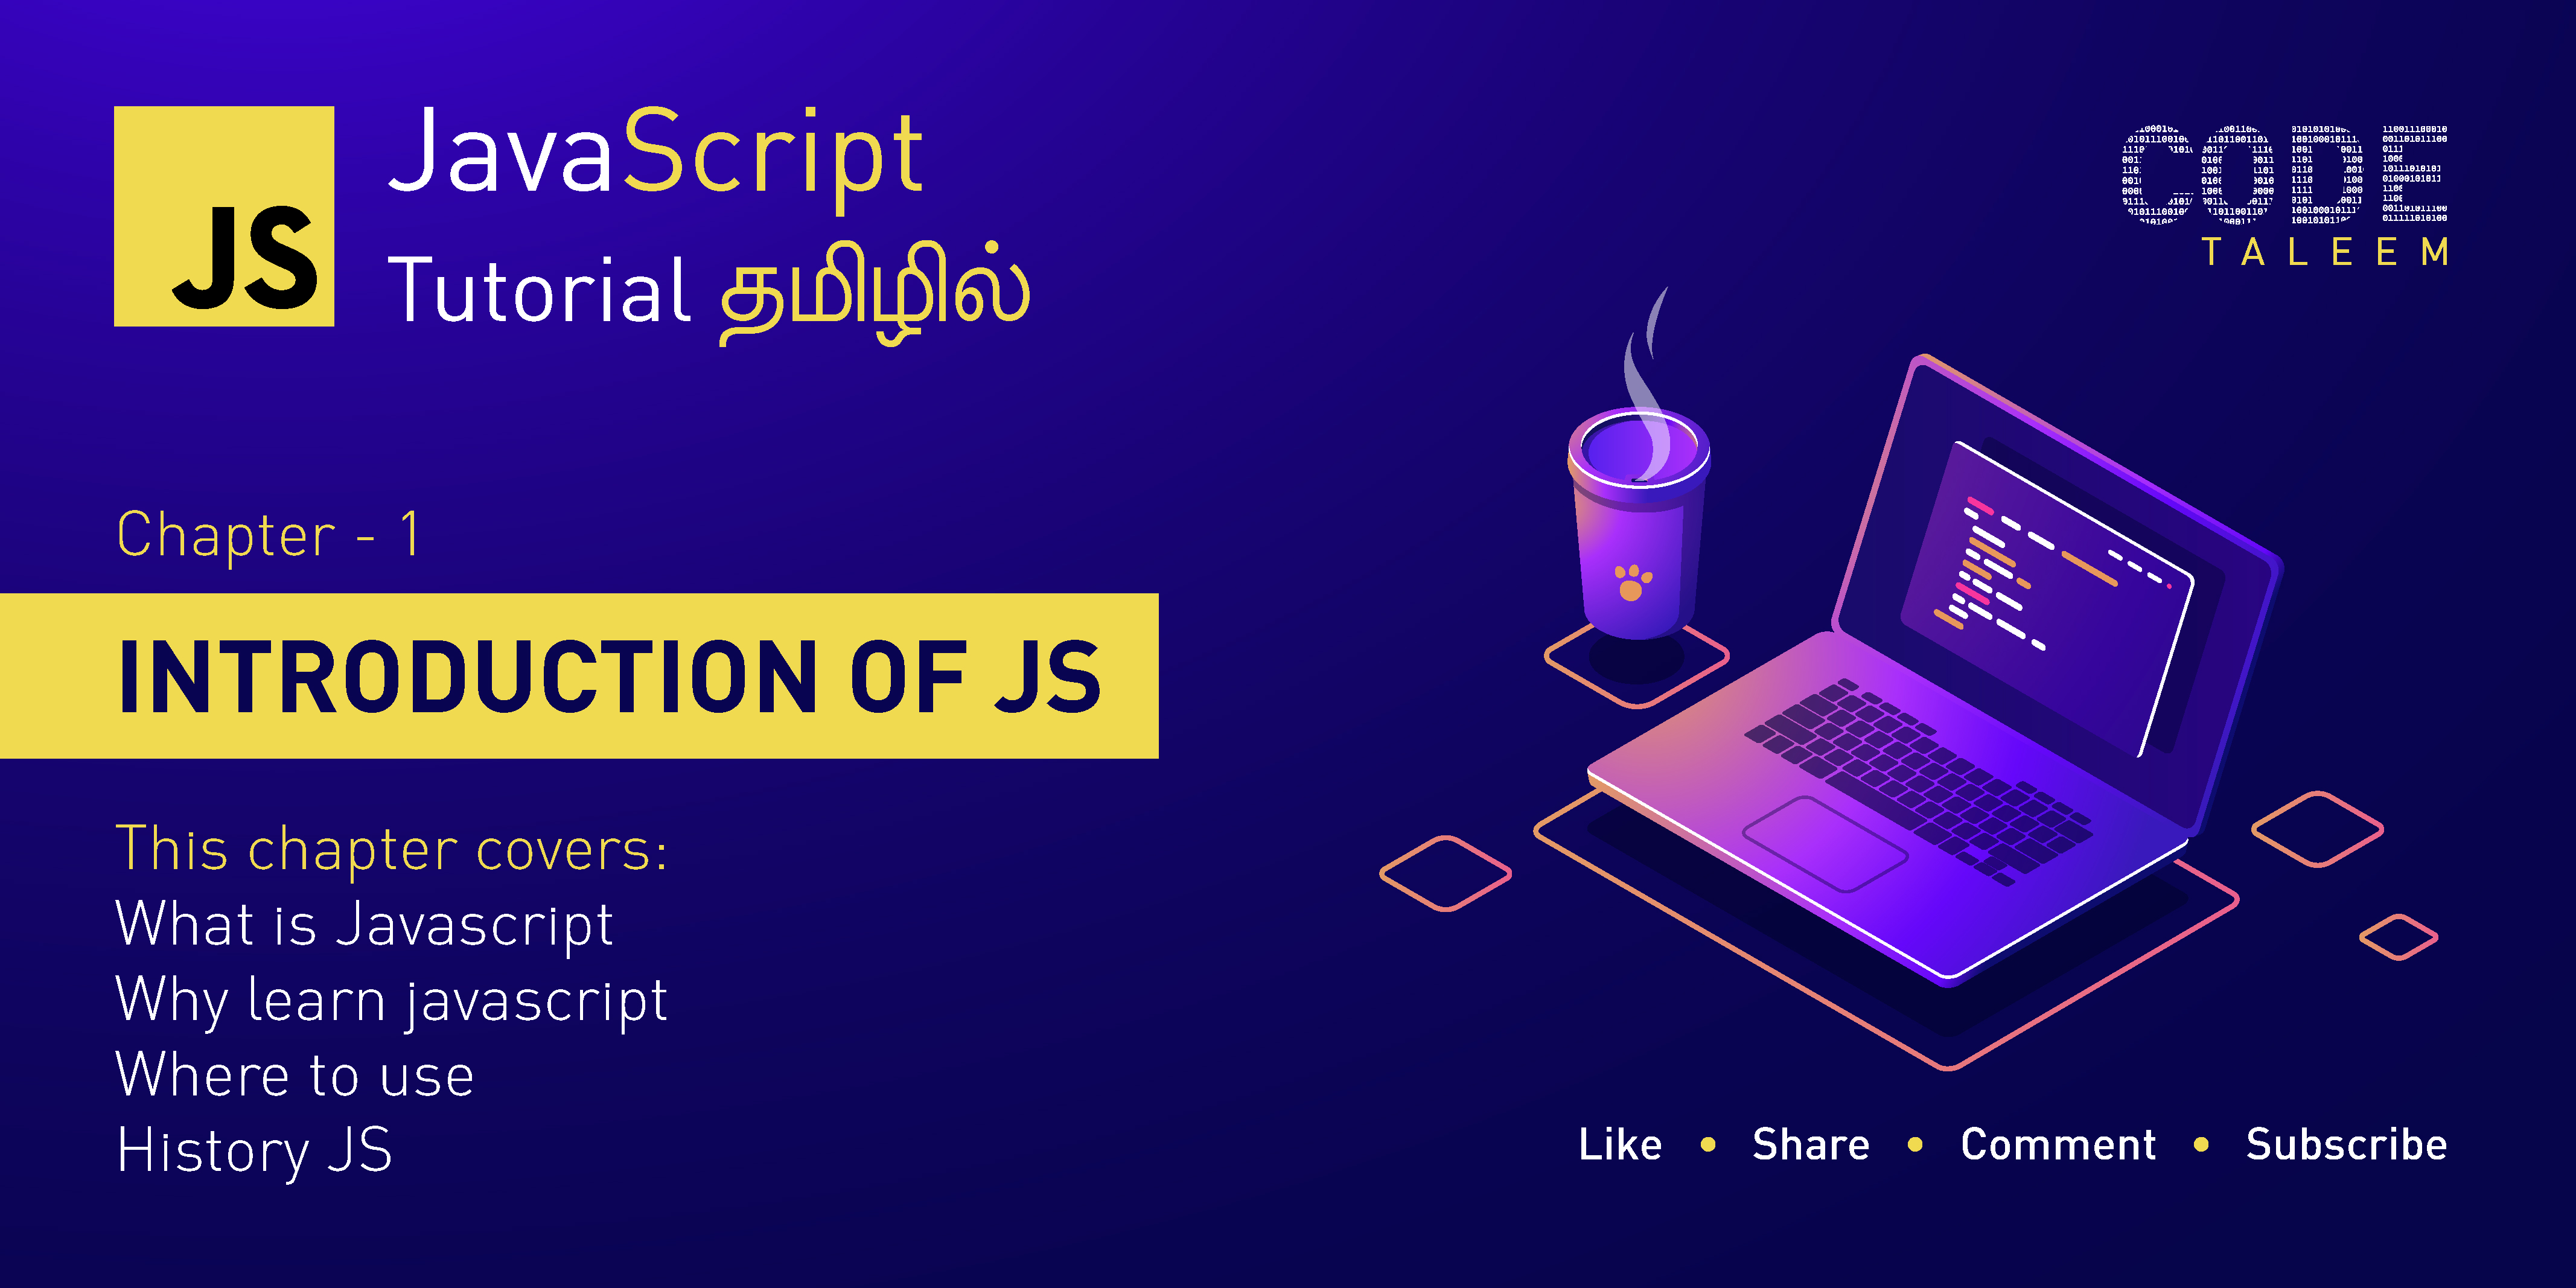 JS
JavaScript
Tutorial தமிழில்
CODE
TALEEM
Chapter - 1
INTRODUCTION OF JS
This chapter covers:
What is Javascript
Why learn javascript
Where to use
History JS
Like • Share • Comment • Subscribe